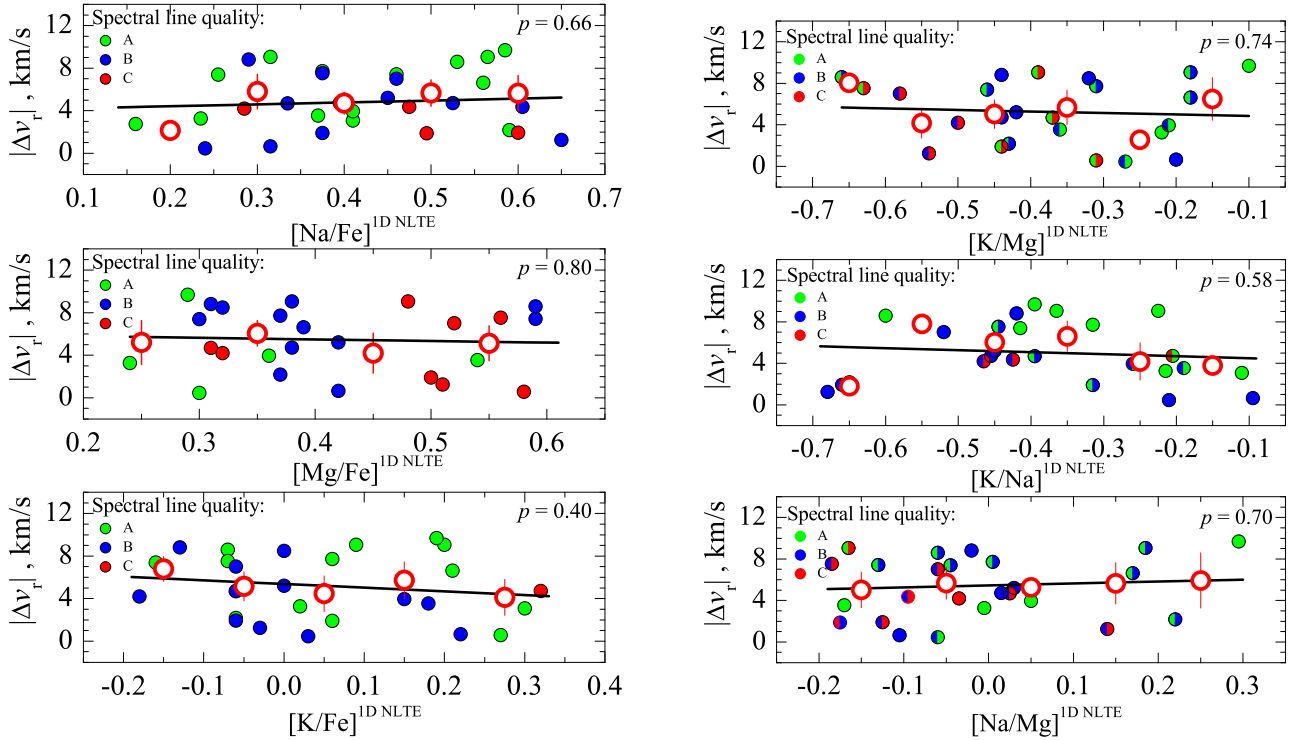 Spectral line quality:
A
B
C
p = 0.66
|Δv_r| , km/s
12
8
4
0
0.1 0.2 0.3 0.4 0.5 0.6 0.7
[Na/Fe]^1D NLTE
Spectral line quality:
A
B
C
p = 0.80
|Δv_r| , km/s
12
8
4
0
0.2 0.3 0.4 0.5 0.6
[Mg/Fe]^1D NLTE
Spectral line quality:
A
B
C
p = 0.40
|Δv_r| , km/s
12
8
4
0
-0.2 -0.1 0.0 0.1 0.2 0.3 0.4
[K/Fe]^1D NLTE
Spectral line quality:
A
B
C
p = 0.74
|Δv_r| , km/s
12
8
4
0
-0.7 -0.6 -0.5 -0.4 -0.3 -0.2 -0.1
[K/Mg]^1D NLTE
Spectral line quality:
A
B
C
p = 0.58
|Δv_r| , km/s
12
8
4
0
-0.7 -0.6 -0.5 -0.4 -0.3 -0.2 -0.1
[K/Na]^1D NLTE
Spectral line quality:
A
B
C
p = 0.70
|Δv_r| , km/s
12
8
4
0
-0.2 -0.1 0.0 0.1 0.2 0.3
[Na/Mg]^1D NLTE